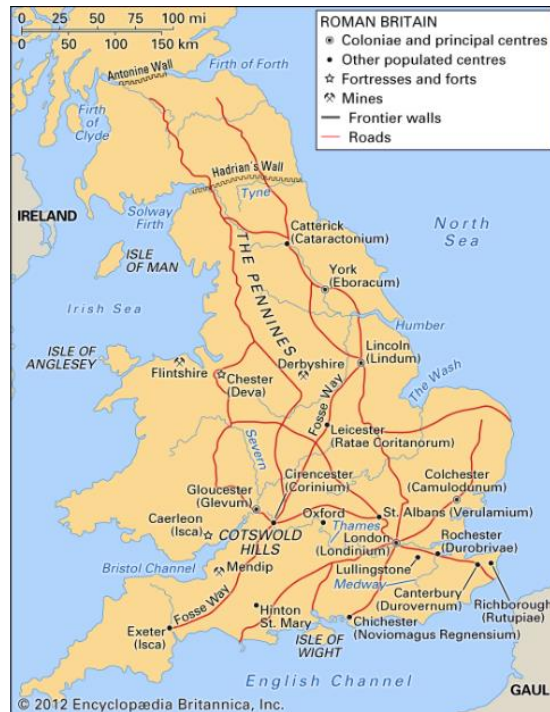 0 25 50 75 100 mi
0 50 100 150 km
ROMAN BRITAIN
Coloniae and principal centres
Other populated centres
Fortresses and forts
Mines
Frontier walls
Roads
Antonine Wall
Firth of Forth
Firth
of
Clyde
Hadrian's Wall
Tyne
IRELAND
Solway
Firth
North
Sea
ISLE OF
MAN
Catterick
(Cataractonium)
THE PENNINES
York
(Eboracum)
Irish Sea
Humber
ISLE OF
ANGLESEY
Lincoln
(Lindum)
Derbyshire
Flintshire
The Wash
Chester
(Deva)
Fosse Way
Leicester
(Ratae Coritanorum)
Severn
Cirencester
(Corinium)
Colchester
(Camulodunum)
Gloucester
(Glevum)
Oxford
St. Albans (Verulamium)
Caerleon
(Isca)
COTSWOLD
HILLS
Thames
London
(Londinium)
Rochester
(Durobrivae)
Bristol Channel
Mendip
Lullingstone
Medway
Fosse Way
Canterbury
(Durovernum)
Richborough
(Rutupiae)
Hinton
St. Mary
Exeter
(Isca)
ISLE OF
WIGHT
Chichester
(Noviomagus Regnensium)
English Channel
GAUL
© 2012 Encyclopædia Britannica, Inc.